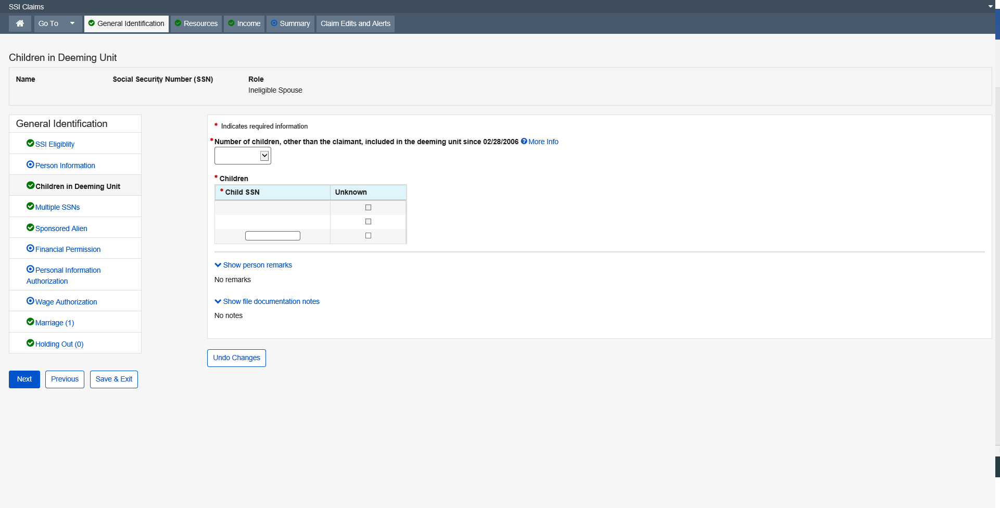 SSI Claims
Go To
General Identification
Resources
Income
Summary
Claim Edits and Alerts
Children in Deeming Unit
Name
Social Security Number (SSN)
Role
Ineligible Spouse
General Identification
SSI Eligiblity
Person Information
Children in Deeming Unit
Multiple SSNs
Sponsored Alien
Financial Permission
Personal Information
Authorization
Wage Authorization
Marriage (1)
Holding Out (0)
Next
Previous
Save & Exit
* Indicates required information
* Number of children, other than the claimant, included in the deeming unit since 02/28/2006 ? More Info
* Children
* Child SSN
Unknown
Show person remarks
No remarks
Show file documentation notes
No notes
Undo Changes